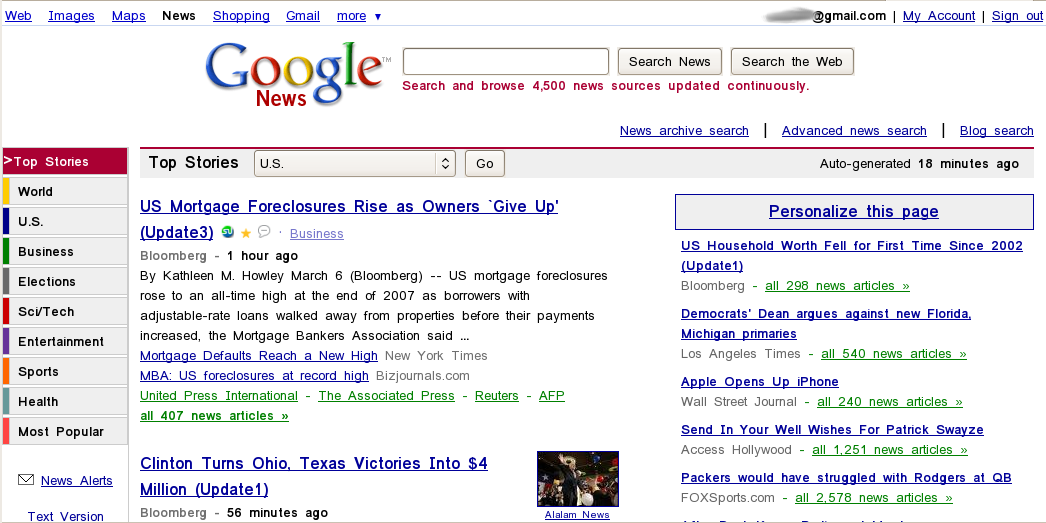 Web Images Maps News Shopping Gmail more ▼
@gmail.com | My Account | Sign out
Google™
News
Search News
Search the Web
Search and browse 4,500 news sources updated continuously.
News archive search | Advanced news search | Blog search
>Top Stories
World
U.S.
Business
Elections
Sci/Tech
Entertainment
Sports
Health
Most Popular
News Alerts
Text Version
Top Stories U.S. Go Auto-generated 18 minutes ago
US Mortgage Foreclosures Rise as Owners `Give Up'
(Update3) SU · Business
Bloomberg - 1 hour ago
By Kathleen M. Howley March 6 (Bloomberg) -- US mortgage foreclosures
rose to an all-time high at the end of 2007 as borrowers with
adjustable-rate loans walked away from properties before their payments
increased, the Mortgage Bankers Association said ...
Mortgage Defaults Reach a New High New York Times
MBA: US foreclosures at record high Bizjournals.com
United Press International - The Associated Press - Reuters - AFP
all 407 news articles »
Clinton Turns Ohio, Texas Victories Into $4
Million (Update1)
Bloomberg - 56 minutes ago
Alalam News
Personalize this page
US Household Worth Fell for First Time Since 2002
(Update1)
Bloomberg - all 298 news articles »
Democrats' Dean argues against new Florida,
Michigan primaries
Los Angeles Times - all 540 news articles »
Apple Opens Up iPhone
Wall Street Journal - all 240 news articles »
Send In Your Well Wishes For Patrick Swayze
Access Hollywood - all 1,251 news articles »
Packers would have struggled with Rodgers at QB
FOXSports.com - all 2,578 news articles »